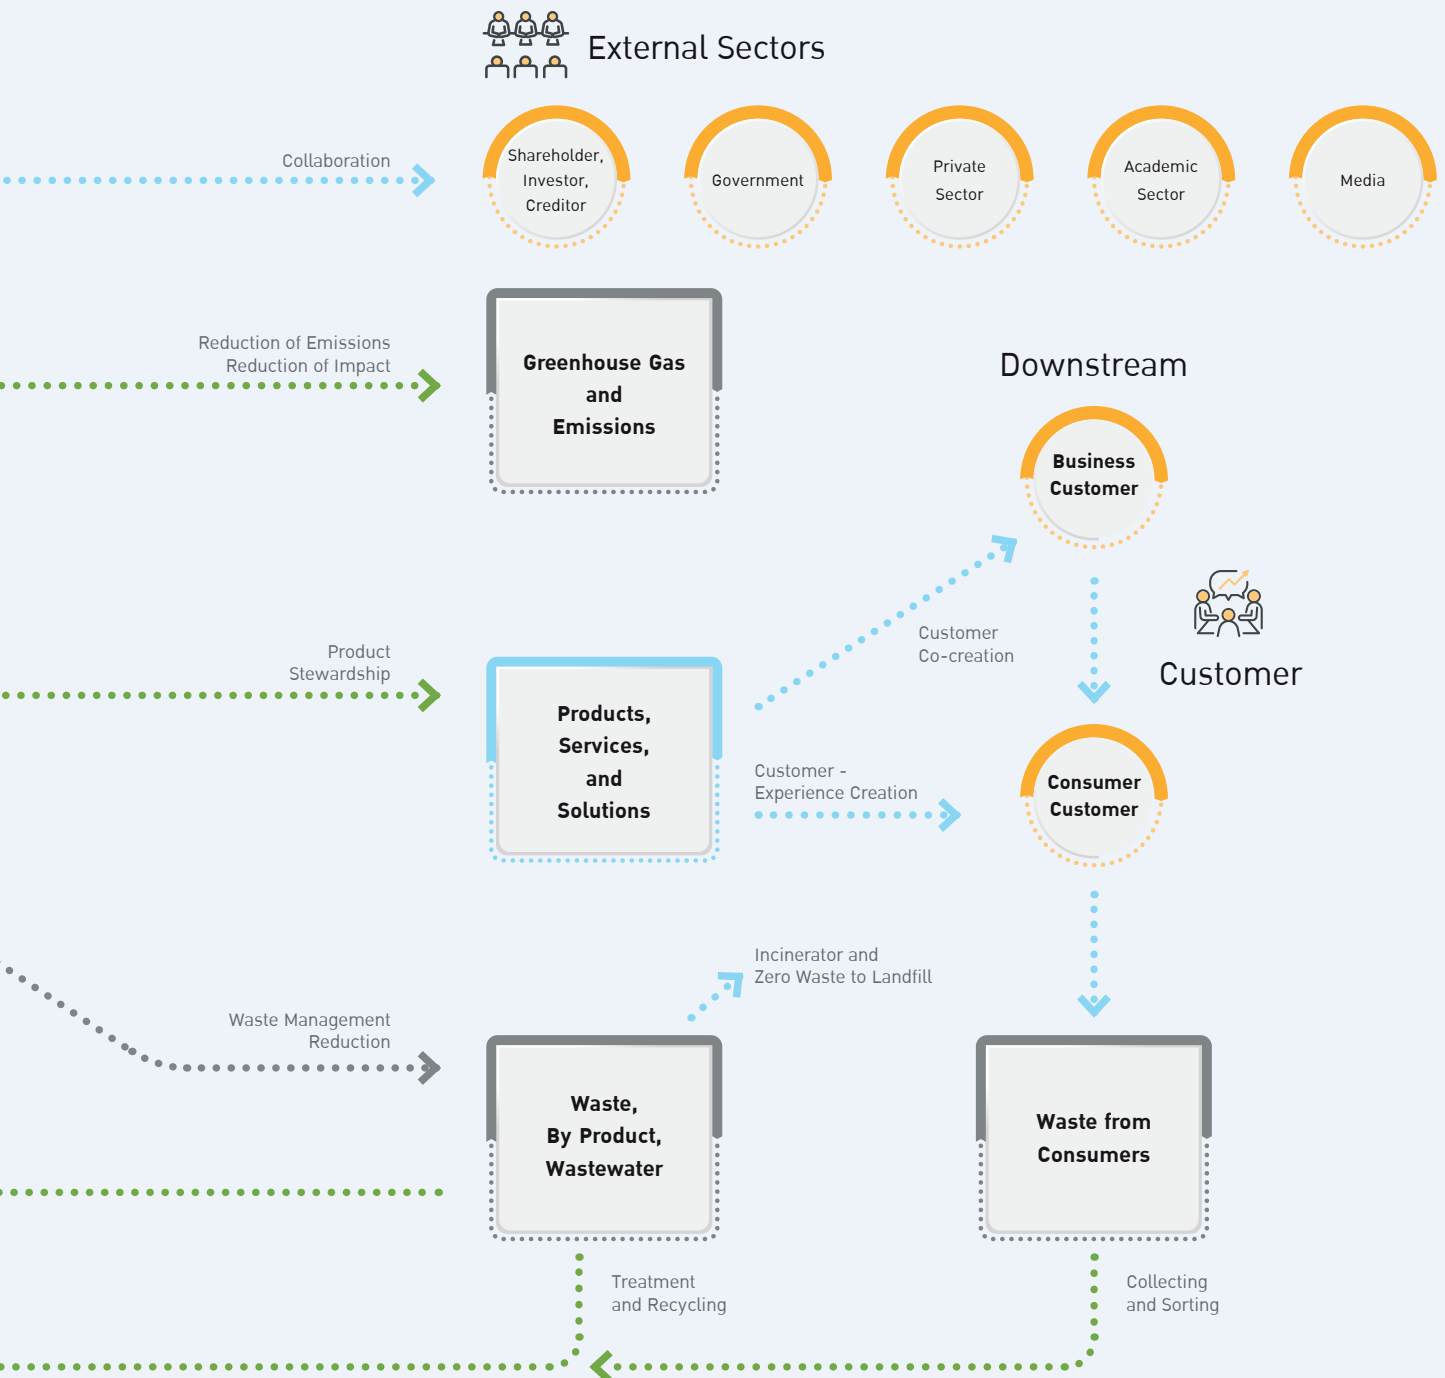 External Sectors
Collaboration
Shareholder,
Investor,
Creditor
Government
Private
Sector
Academic
Sector
Media
Reduction of Emissions
Reduction of Impact
Greenhouse Gas
and
Emissions
Downstream
Business
Customer
Customer
Co-creation
Customer
Product
Stewardship
Products,
Services,
and
Solutions
Customer -
Experience Creation
Consumer
Customer
Incinerator and
Zero Waste to Landfill
Waste Management
Reduction
Waste,
By Product,
Wastewater
Waste from
Consumers
Treatment
and Recycling
Collecting
and Sorting